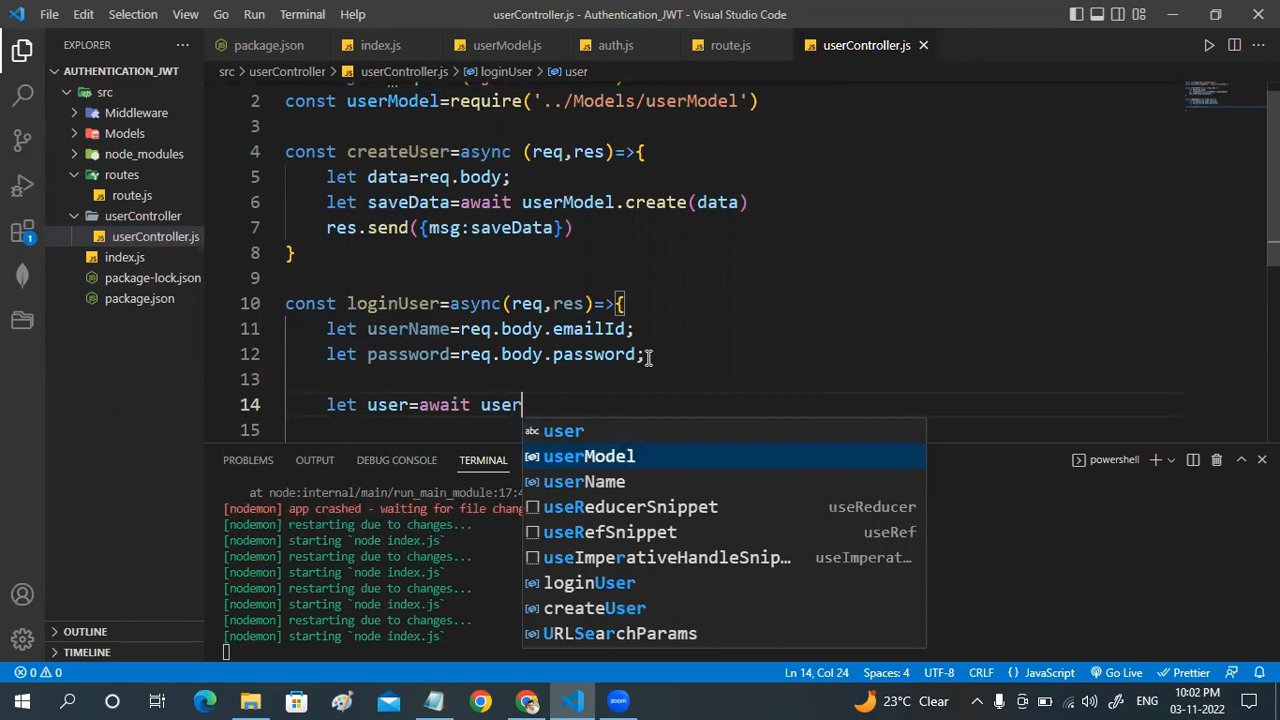 File Edit Selection View Go Run Terminal Help userController.js - Authentication_JWT - Visual Studio Code
EXPLORER
package.json index.js userModel.js auth.js route.js userController.js
src > userController > userController.js > loginUser > user
AUTHENTICATION_JWT
src
Middleware
Models
node_modules
routes
route.js
userController
userController.js
index.js
package-lock.json
package.json
OUTLINE
TIMELINE
2 const userModel=require('../Models/userModel')
3
4 const createUser=async (req,res)=>{
5 let data=req.body;
6 let saveData=await userModel.create(data)
7 res.send({msg:saveData})
8 }
9
10 const loginUser=async(req,res)=>{
11 let userName=req.body.emailId;
12 let password=req.body.password;
13
14 let user=await user
15
abc user
userModel
userName
useReducerSnippet useReducer
useRefSnippet useRef
useImperativeHandleSnip... useImperat...
loginUser
createUser
URLSearchParams
PROBLEMS OUTPUT DEBUG CONSOLE TERMINAL powershell
at node:internal/main/run_main_module:17:4
[nodemon] app crashed - waiting for file chang
[nodemon] restarting due to changes...
[nodemon] starting `node index.js`
[nodemon] restarting due to changes...
[nodemon] starting `node index.js`
[nodemon] restarting due to changes...
[nodemon] starting `node index.js`
[nodemon] restarting due to changes...
[nodemon] starting `node index.js`
1
0 0 Ln 14, Col 24 Spaces: 4 UTF-8 CRLF {} JavaScript Go Live Prettier
23°C Clear ENG 10:02 PM
03-11-2022